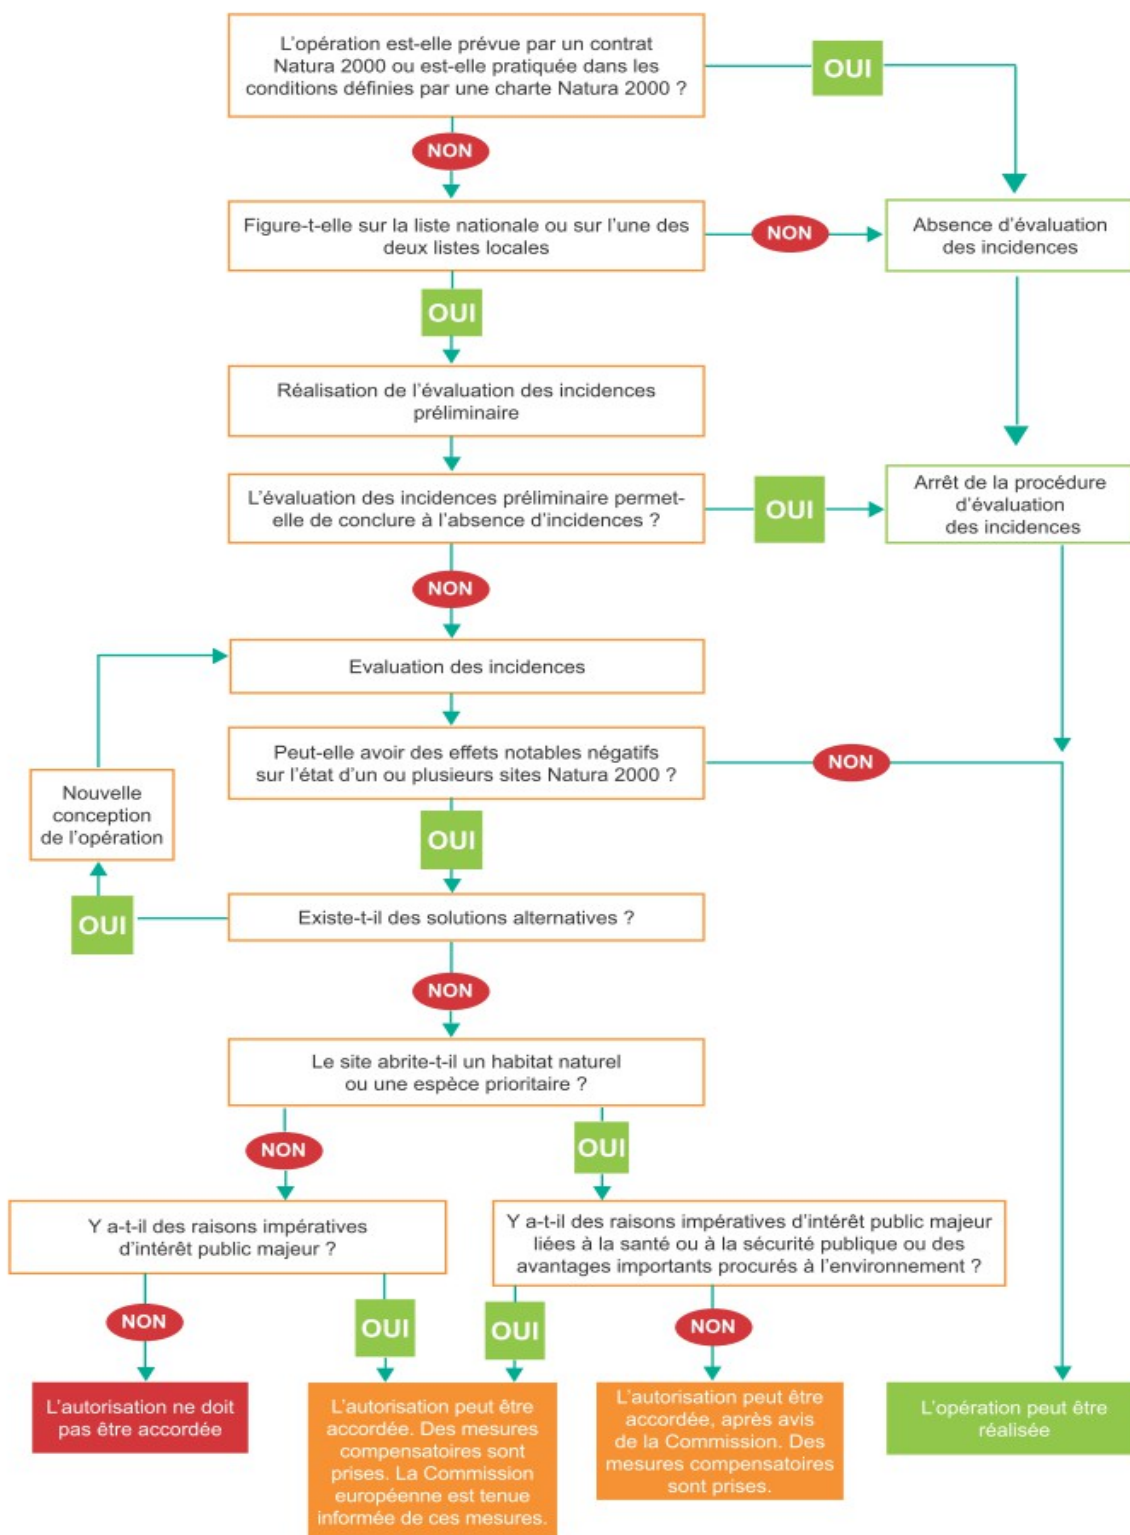 L'opération est-elle prévue par un contrat
Natura 2000 ou est-elle pratiquée dans les
conditions définies par une charte Natura 2000 ?
OUI
NON
Figure-t-elle sur la liste nationale ou sur l'une des
deux listes locales
NON
Absence d'évaluation
des incidences
OUI
Réalisation de l'évaluation des incidences
préliminaire
L'évaluation des incidences préliminaire permet-
elle de conclure à l'absence d'incidences ?
OUI
Arrêt de la procédure
d'évaluation
des incidences
NON
Evaluation des incidences
Peut-elle avoir des effets notables négatifs
sur l'état d'un ou plusieurs sites Natura 2000 ?
NON
Nouvelle
conception
de l'opération
OUI
OUI
Existe-t-il des solutions alternatives ?
NON
Le site abrite-t-il un habitat naturel
ou une espèce prioritaire ?
NON
OUI
Y a-t-il des raisons impératives
d'intérêt public majeur ?
Y a-t-il des raisons impératives d'intérêt public majeur
liées à la santé ou à la sécurité publique ou des
avantages importants procurés à l'environnement ?
NON
OUI
OUI
NON
L'autorisation ne doit
pas être accordée
L'autorisation peut être
accordée. Des mesures
compensatoires sont
prises. La Commission
européenne est tenue
informée de ces mesures.
L'autorisation peut être
accordée, après avis
de la Commission. Des
mesures compensatoires
sont prises.
L'opération peut être
réalisée